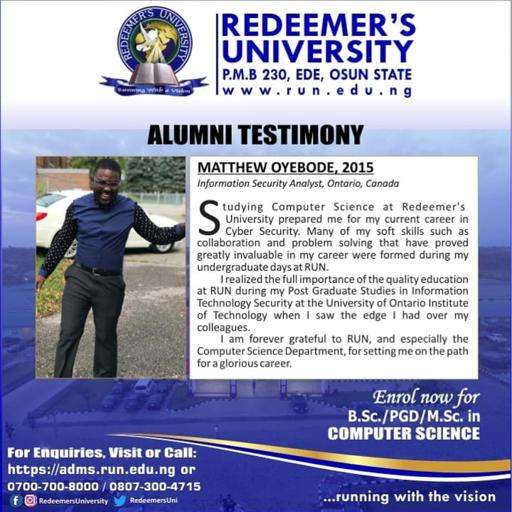 REDEEMER'S UNIVERSITY
Running With a Vision
REDEEMER'S
UNIVERSITY
P.M.B 230, EDE, OSUN STATE
www.run.edu.ng
ALUMNI TESTIMONY
MATTHEW OYEBODE, 2015
Information Security Analyst, Ontario, Canada
Studying Computer Science at Redeemer's
University prepared me for my current career in
Cyber Security. Many of my soft skills such as
collaboration and problem solving that have proved
greatly invaluable in my career were formed during my
undergraduate days at RUN.
I realized the full importance of the quality education
at RUN during my Post Graduate Studies in Information
Technology Security at the University of Ontario Institute
of Technology when I saw the edge I had over my
colleagues.
I am forever grateful to RUN, and especially the
Computer Science Department, for setting me on the path
for a glorious career.
Enrol now for
B.Sc./PGD/M.Sc. in
COMPUTER SCIENCE
For Enquiries, Visit or Call:
https://adms.run.edu.ng or
0700-700-8000 / 0807-300-4715
RedeemersUniversity RedeemersUni
...running with the vision